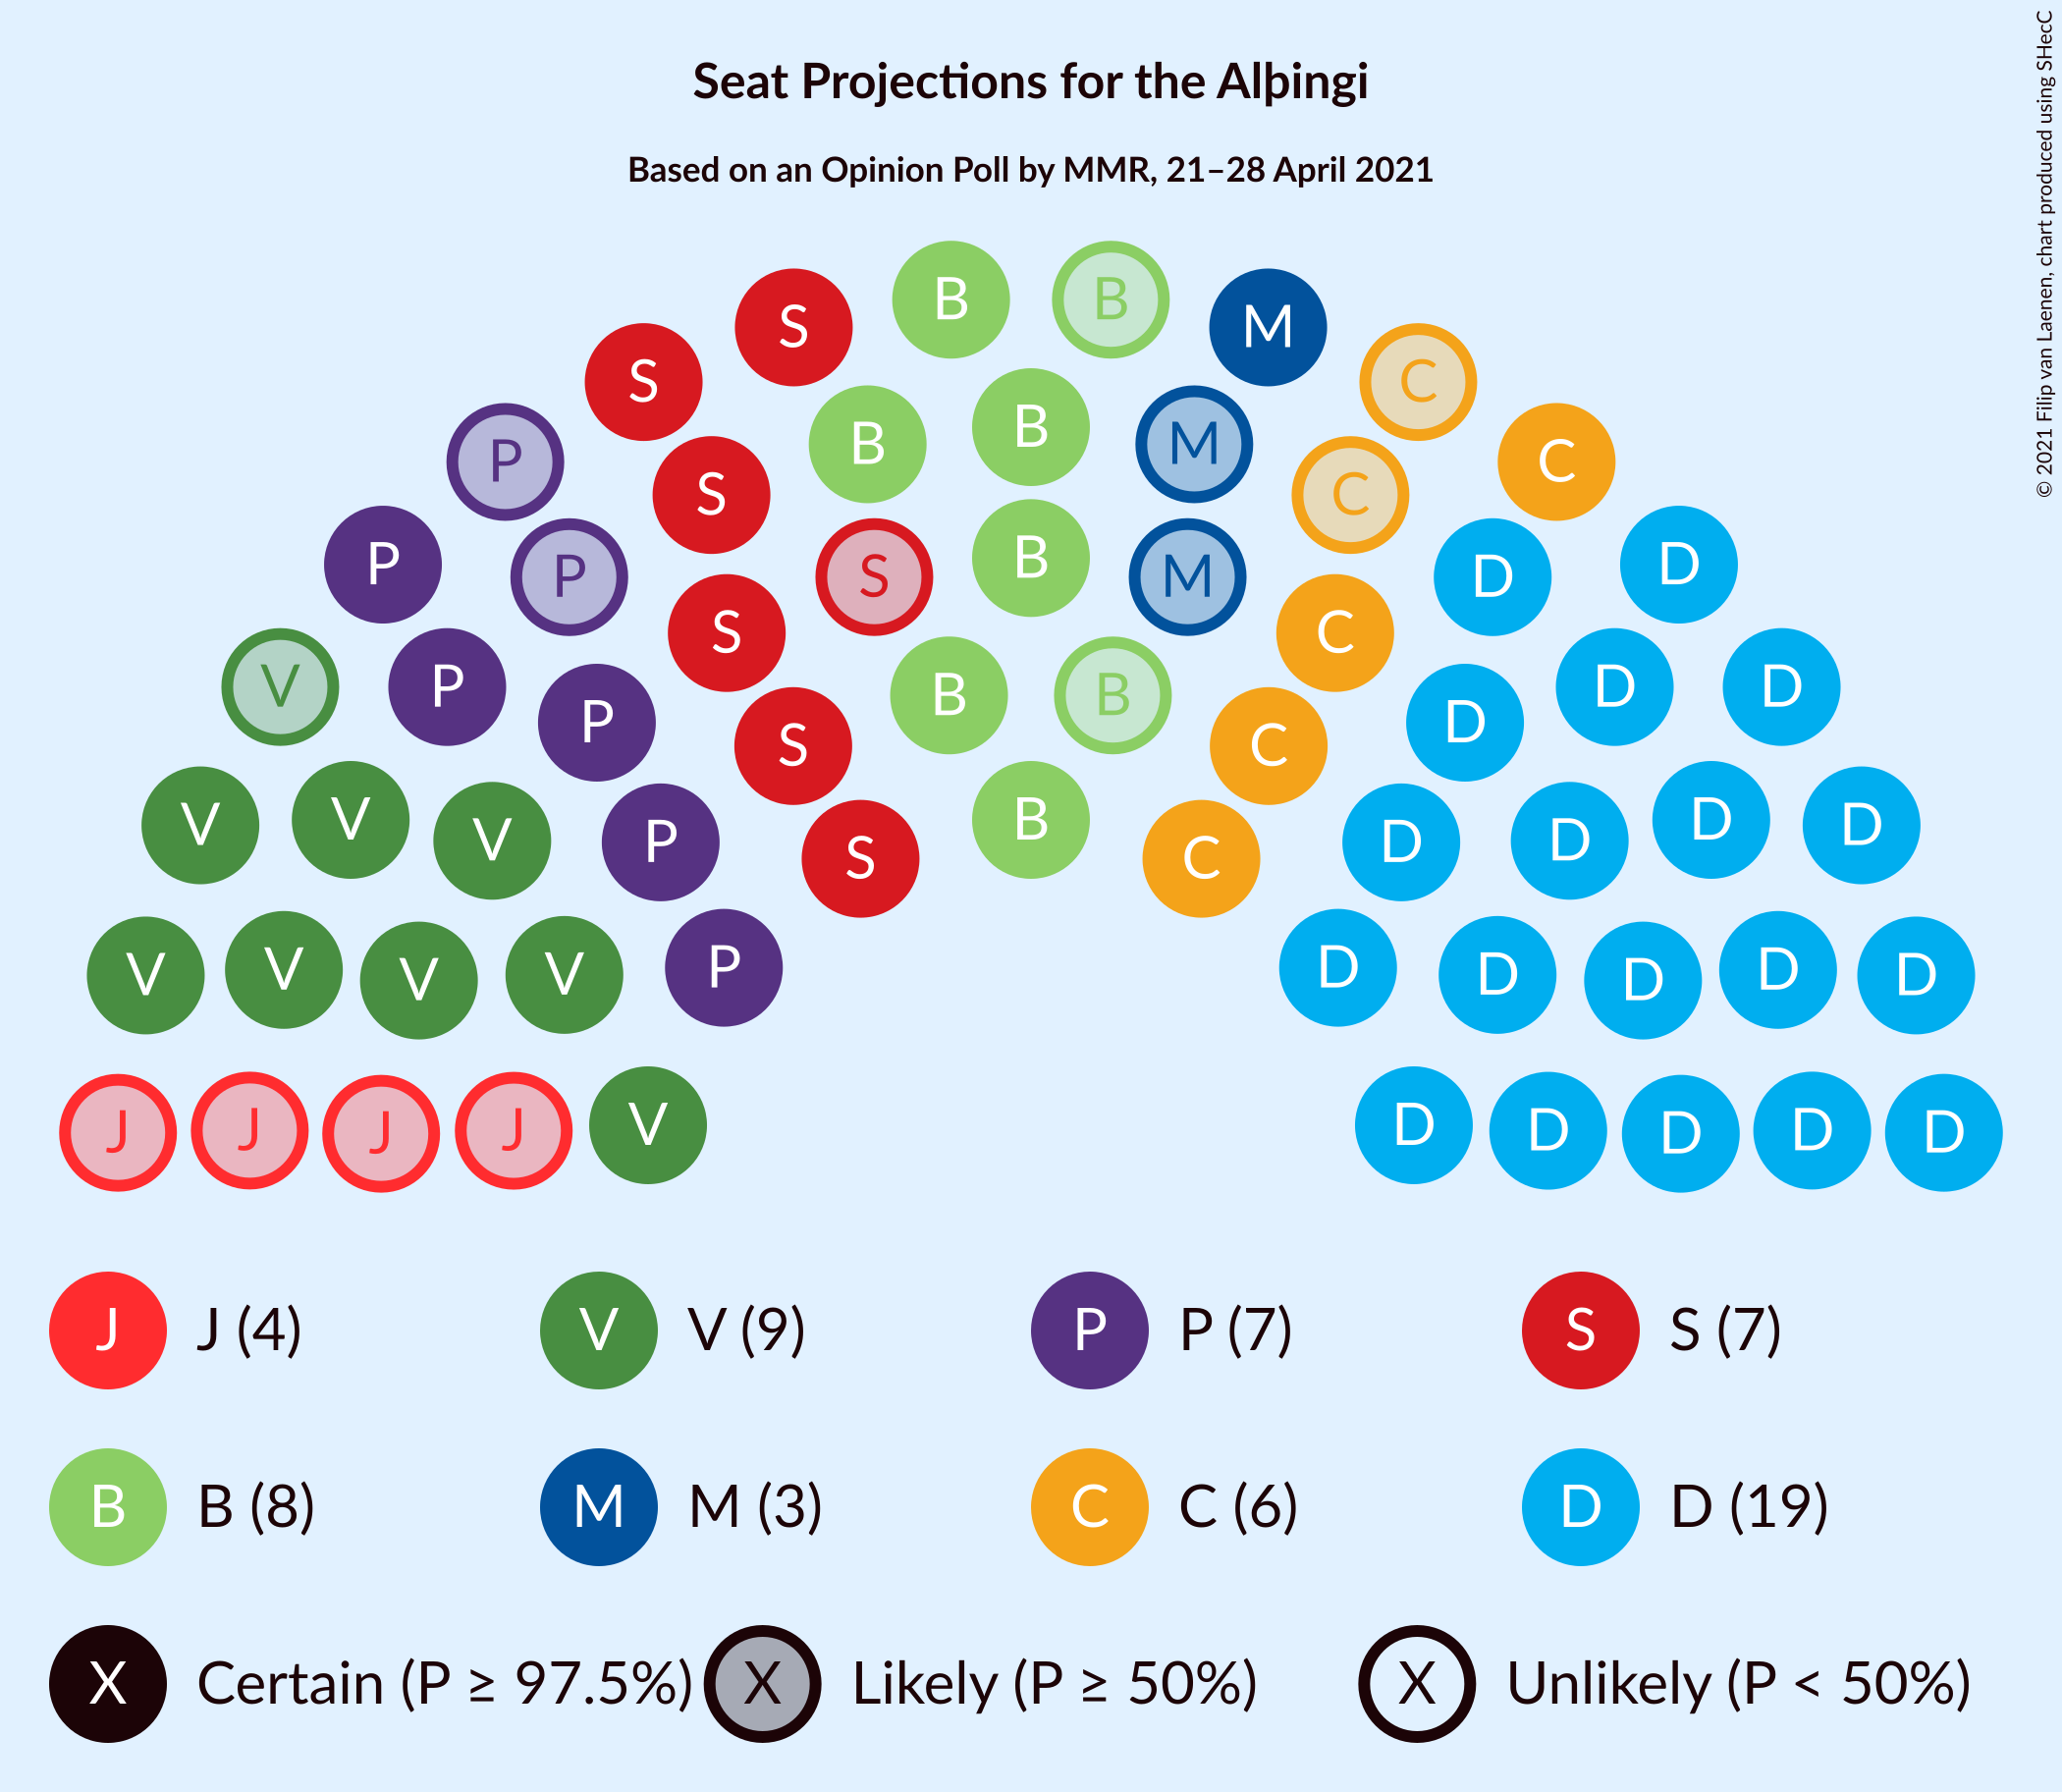 Seat Projections for the Alþingi
Based on an Opinion Poll by MMR, 21–28 April 2021
© 2021 Filip van Laenen, chart produced using SHecC
B B
S M
S C
B B M
P C
S C
P P S B M D D
S C
V P B B D D
P D
S C
V V B D D
V P D D
S C
P D
V V V V D D D D
J J J J V D D D D D
J J (4) V V (9) P P (7) S S (7)
B B (8) M M (3) C C (6) D D (19)
X Certain (P ≥ 97.5%) X Likely (P ≥ 50%) X Unlikely (P < 50%)